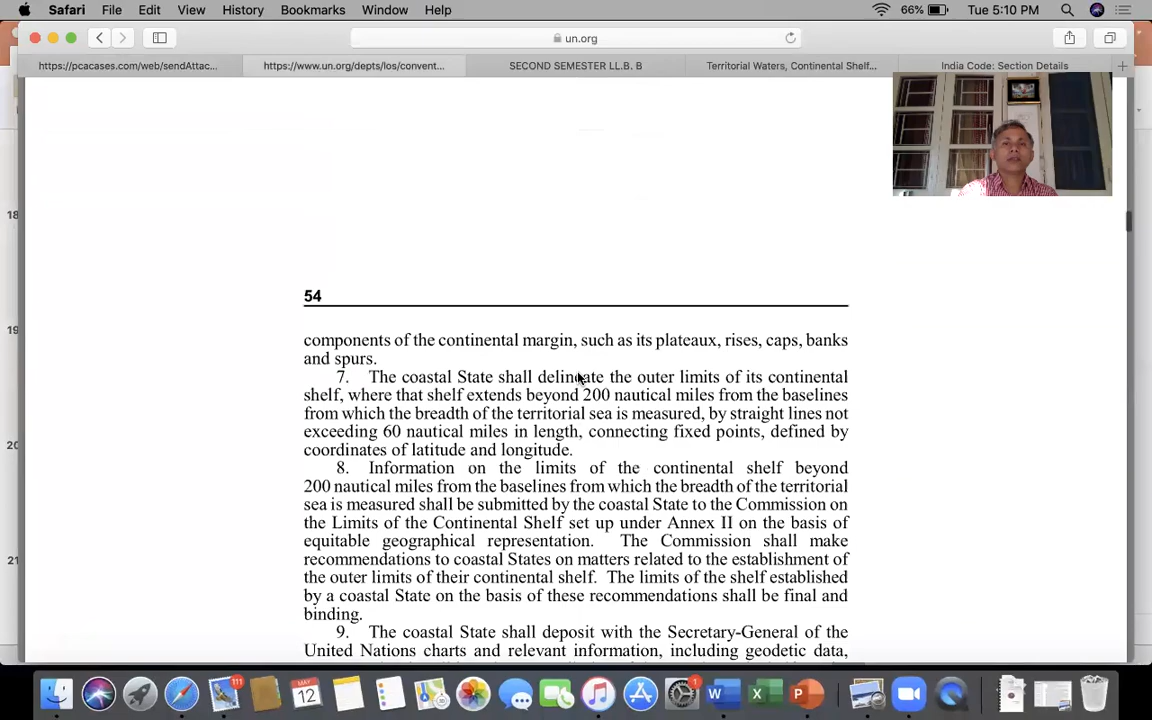 Safari File Edit View History Bookmarks Window Help 66% Tue 5:10 PM
un.org
https://pcacases.com/web/sendAttac... https://www.un.org/depts/los/convent... SECOND SEMESTER LL.B. B Territorial Waters, Continental Shelf... India Code: Section Details
54
components of the continental margin, such as its plateaux, rises, caps, banks
and spurs.
7. The coastal State shall delineate the outer limits of its continental
shelf, where that shelf extends beyond 200 nautical miles from the baselines
from which the breadth of the territorial sea is measured, by straight lines not
exceeding 60 nautical miles in length, connecting fixed points, defined by
coordinates of latitude and longitude.
8. Information on the limits of the continental shelf beyond
200 nautical miles from the baselines from which the breadth of the territorial
sea is measured shall be submitted by the coastal State to the Commission on
the Limits of the Continental Shelf set up under Annex II on the basis of
equitable geographical representation. The Commission shall make
recommendations to coastal States on matters related to the establishment of
the outer limits of their continental shelf. The limits of the shelf established
by a coastal State on the basis of these recommendations shall be final and
binding.
9. The coastal State shall deposit with the Secretary-General of the
United Nations charts and relevant information, including geodetic data,
18
19
20
21
111
MAY
12
1
W
X
P